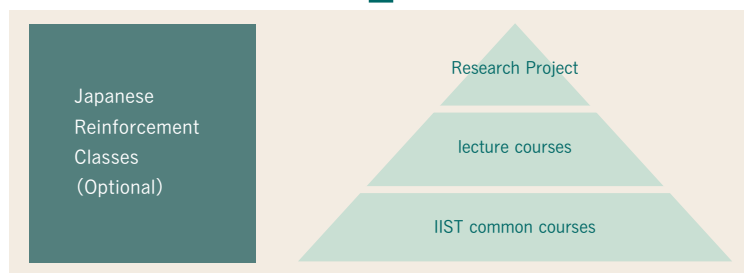 Japanese
Reinforcement
Classes
(Optional)
Research Project
lecture courses
IIST common courses